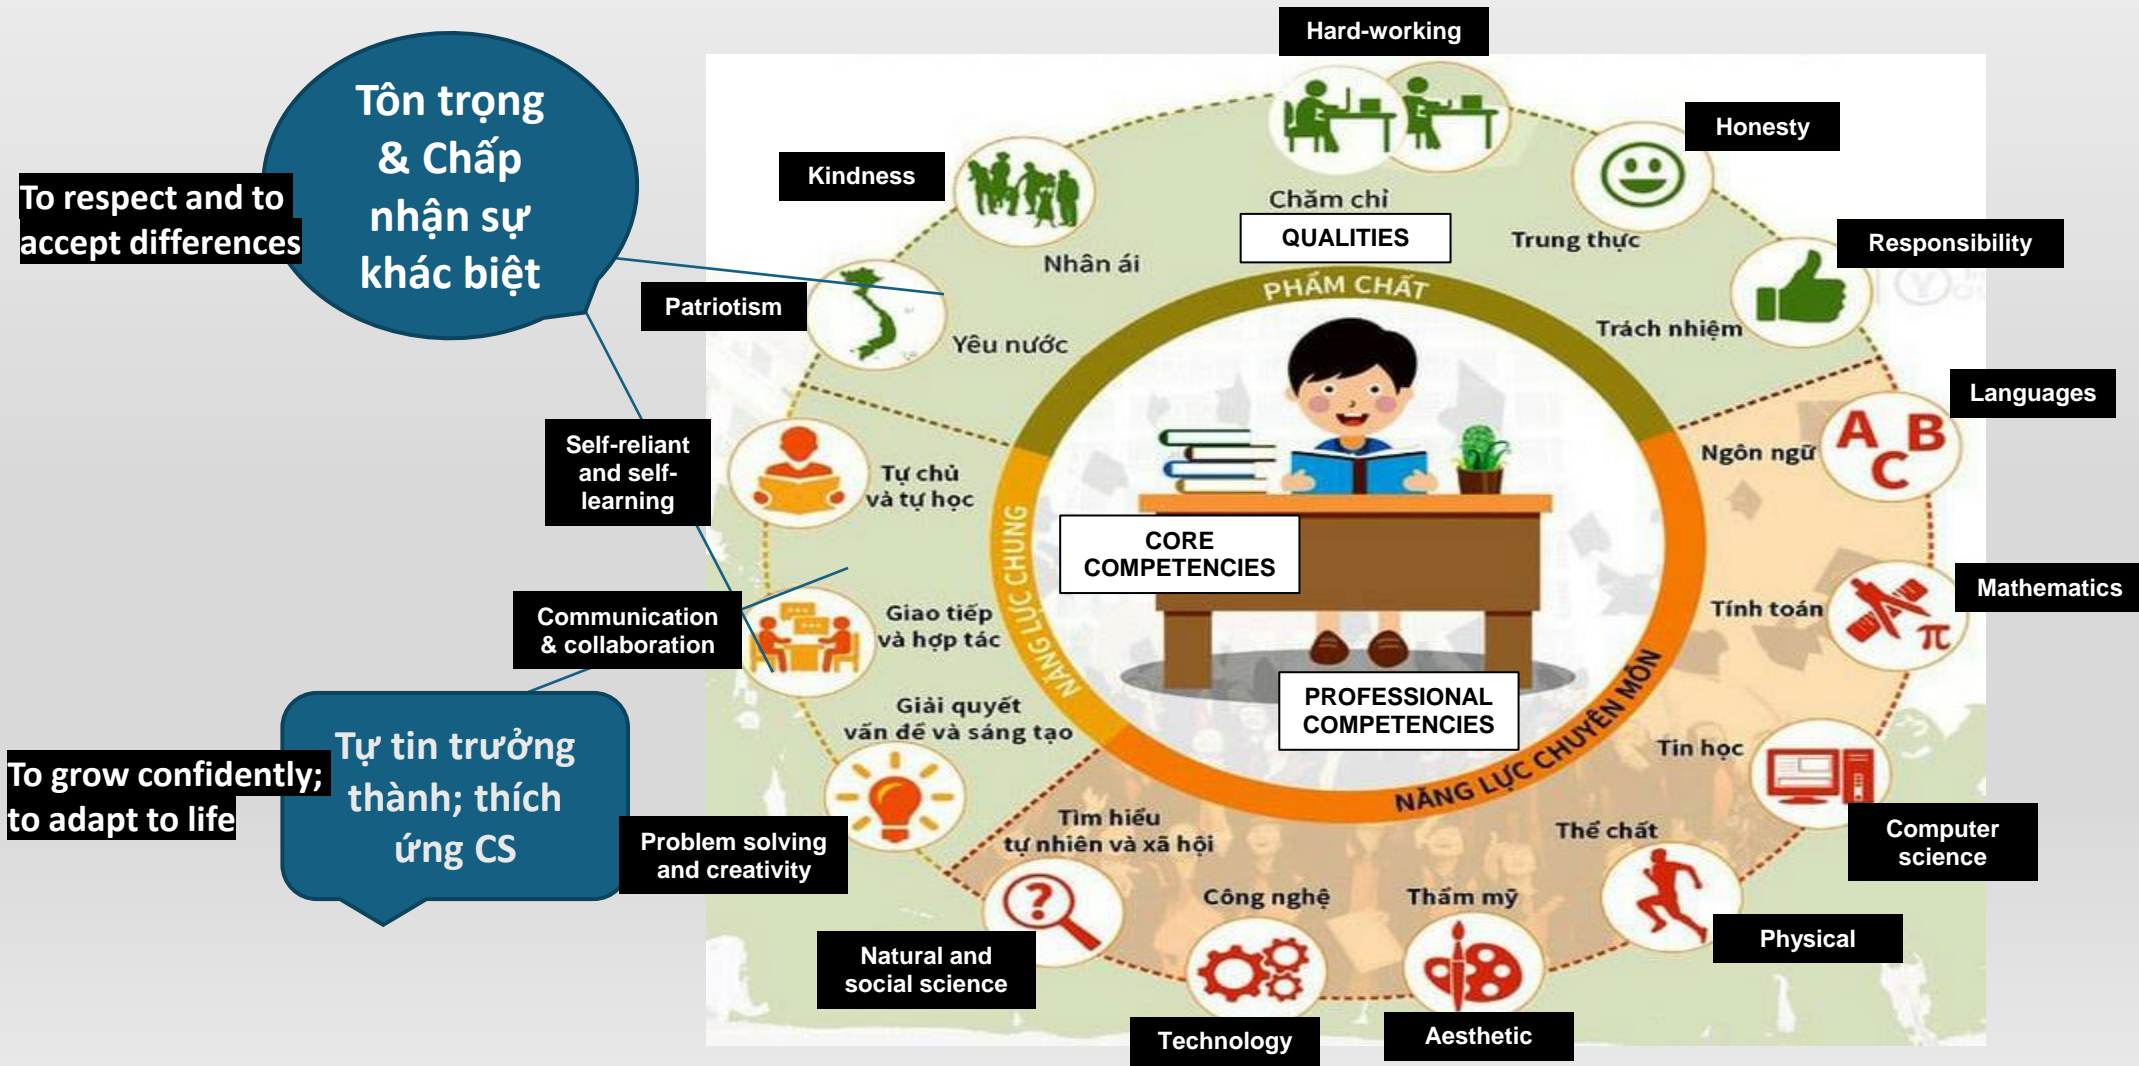 Hard-working
Tôn trọng
& Chấp
nhận sự
khác biệt
To respect and to
accept differences
Kindness
Honesty
Chăm chỉ
QUALITIES
Trung thực
Responsibility
Nhân ái
PHẨM CHẤT
Patriotism
Yêu nước
Trách nhiệm
Languages
A B
C
Ngôn ngữ
Self-reliant
and self-
learning
Tự chủ
và tự học
NĂNG LỰC CHUNG
CORE
COMPETENCIES
Mathematics
Tính toán
π
Communication
& collaboration
Giao tiếp
và hợp tác
PROFESSIONAL
COMPETENCIES
NĂNG LỰC CHUYÊN MÔN
Giải quyết
vấn đề và sáng tạo
Tin học
Tự tin trưởng
thành; thích
ứng CS
To grow confidently;
to adapt to life
Problem solving
and creativity
Tìm hiểu
tự nhiên và xã hội
?
Thể chất
Computer
science
Công nghệ
Thẩm mỹ
Natural and
social science
Physical
Technology
Aesthetic